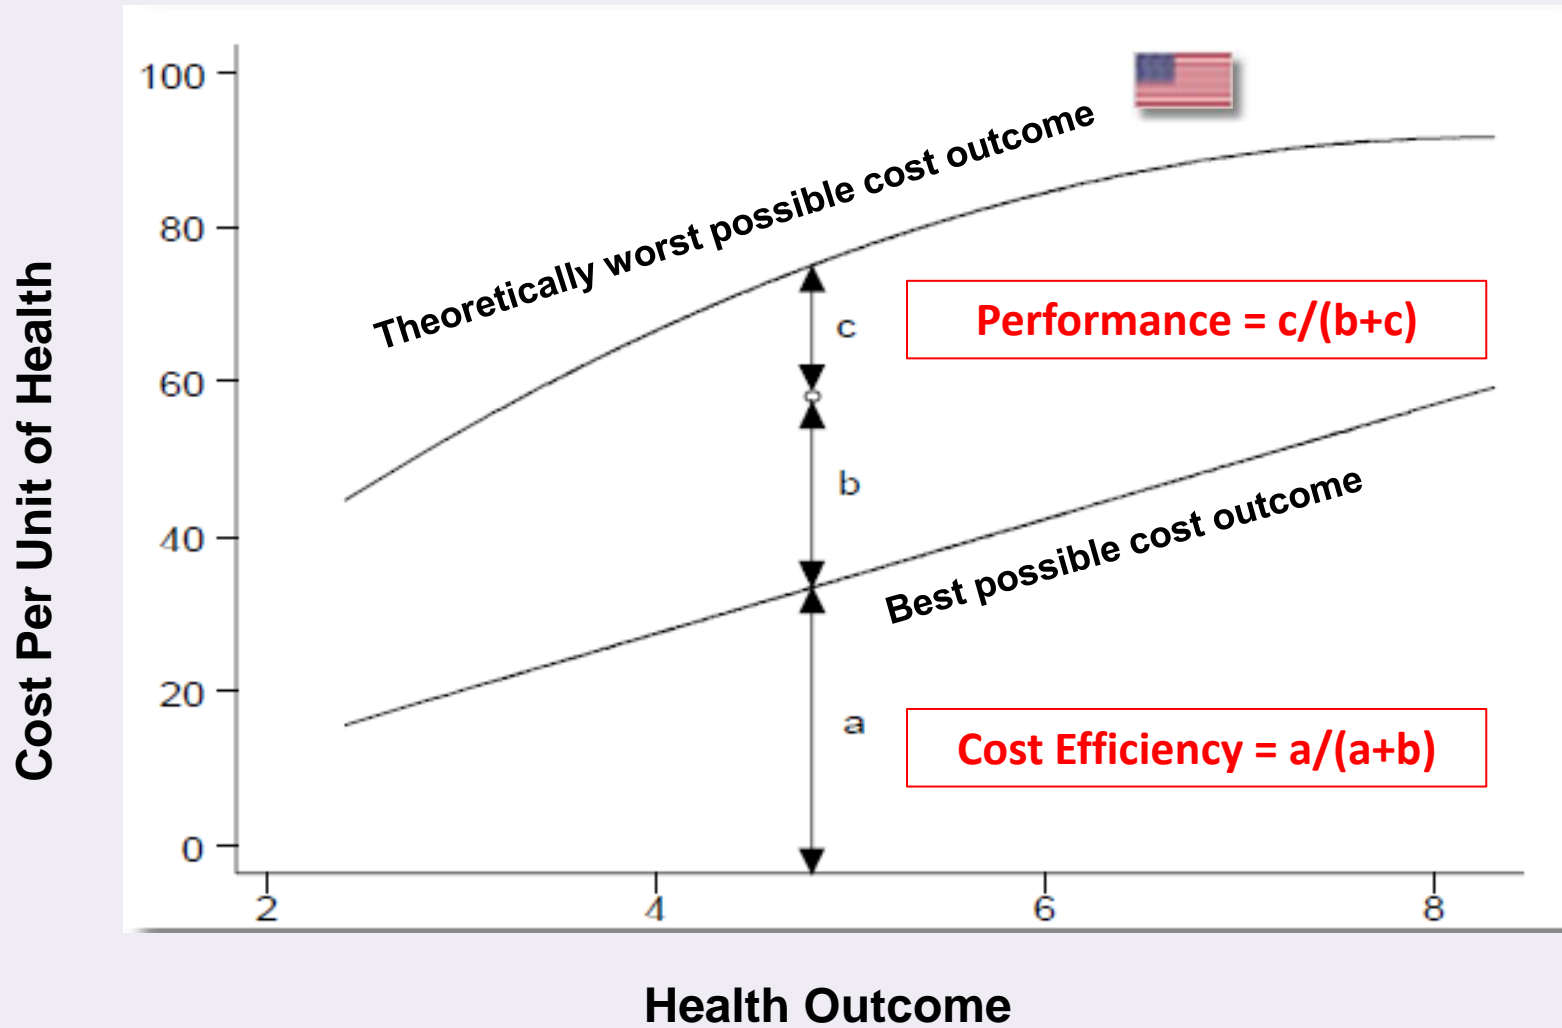 100
80
60
40
20
0
2
4
6
8
Cost Per Unit of Health
Health Outcome
Theoretically worst possible cost outcome
c
Performance = c/(b+c)
b
Best possible cost outcome
a
Cost Efficiency = a/(a+b)